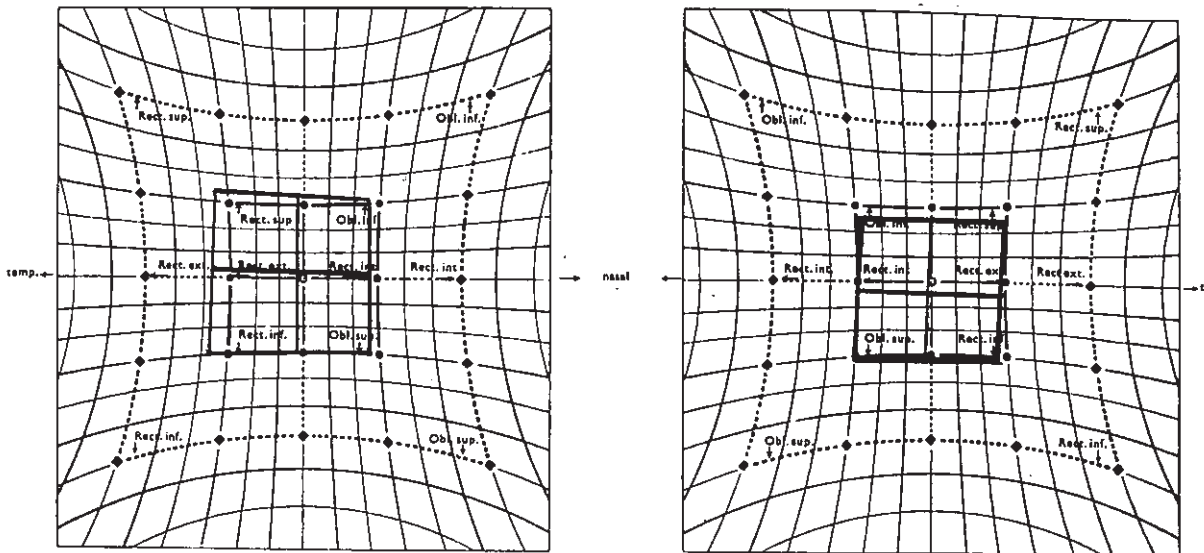 Rect. sup.
Obl. inf.
Rect. sup
Obl. inf
temp.
Rect. ext.
Rect. ext.
Rect. int.
Rect. int
Rect. inf.
Obl. sup.
Rect. inf.
Obl. sup.
nasal
Obl. inf.
Rect. sup.
Obl. int.
Rect. sup.
Rect. int.
Rect. int
Rect. ext.
Rect ext.
t
Obl. sup.
Rect. inf.
Obl. sup.
Rect. inf.